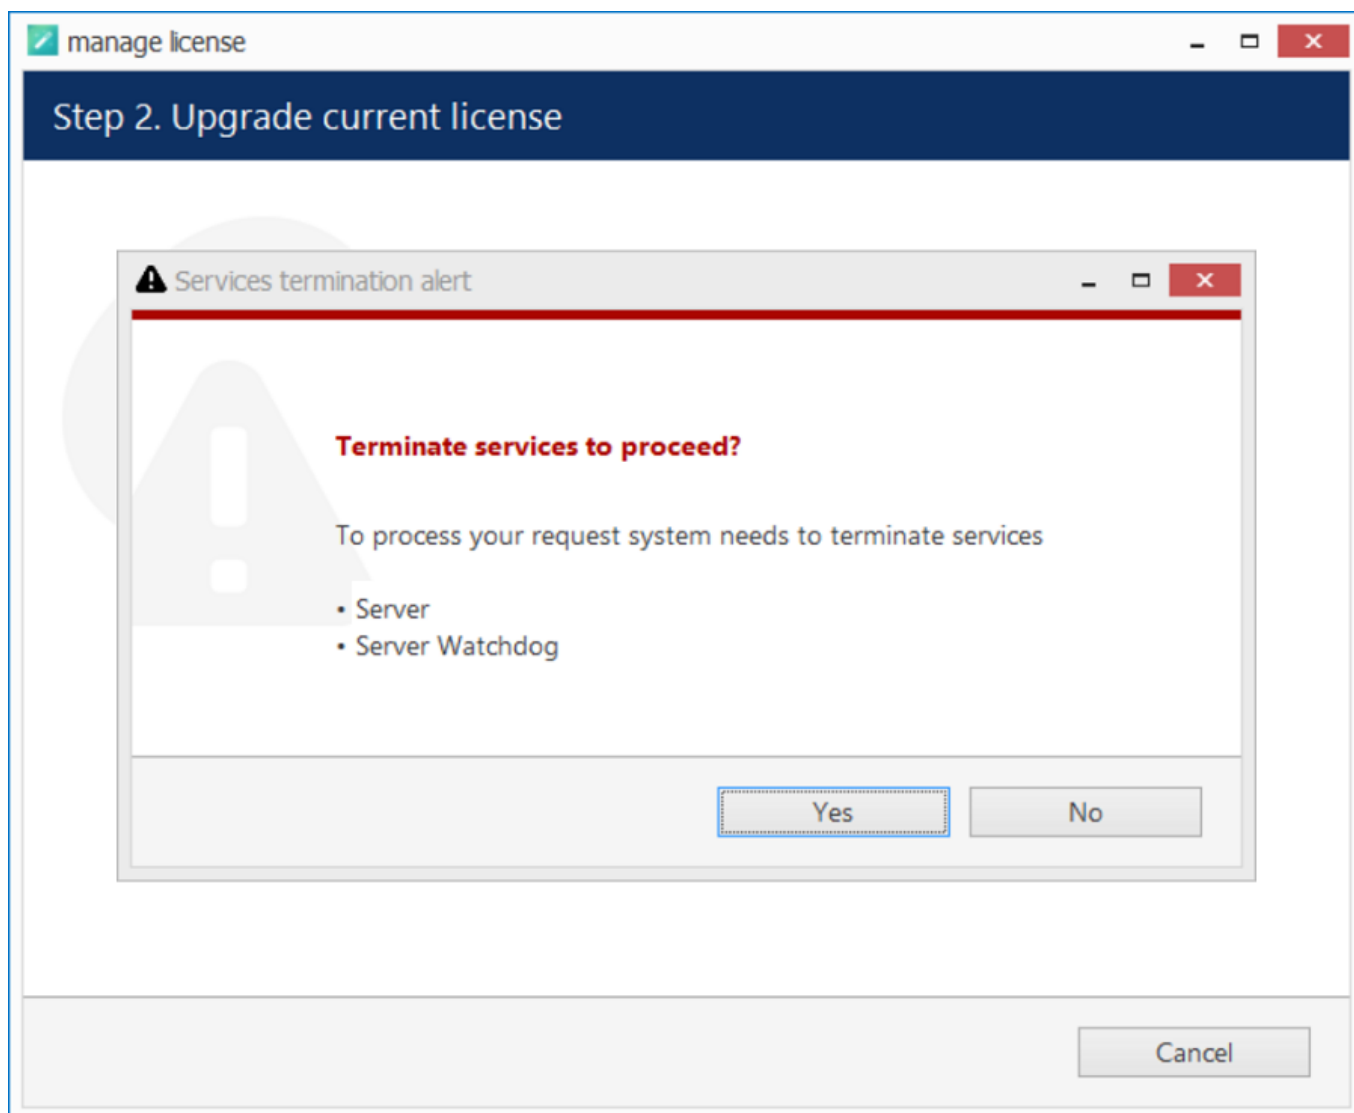 manage license
Step 2. Upgrade current license
Services termination alert
Terminate services to proceed?
To process your request system needs to terminate services
• Server
• Server Watchdog
Yes
No
Cancel